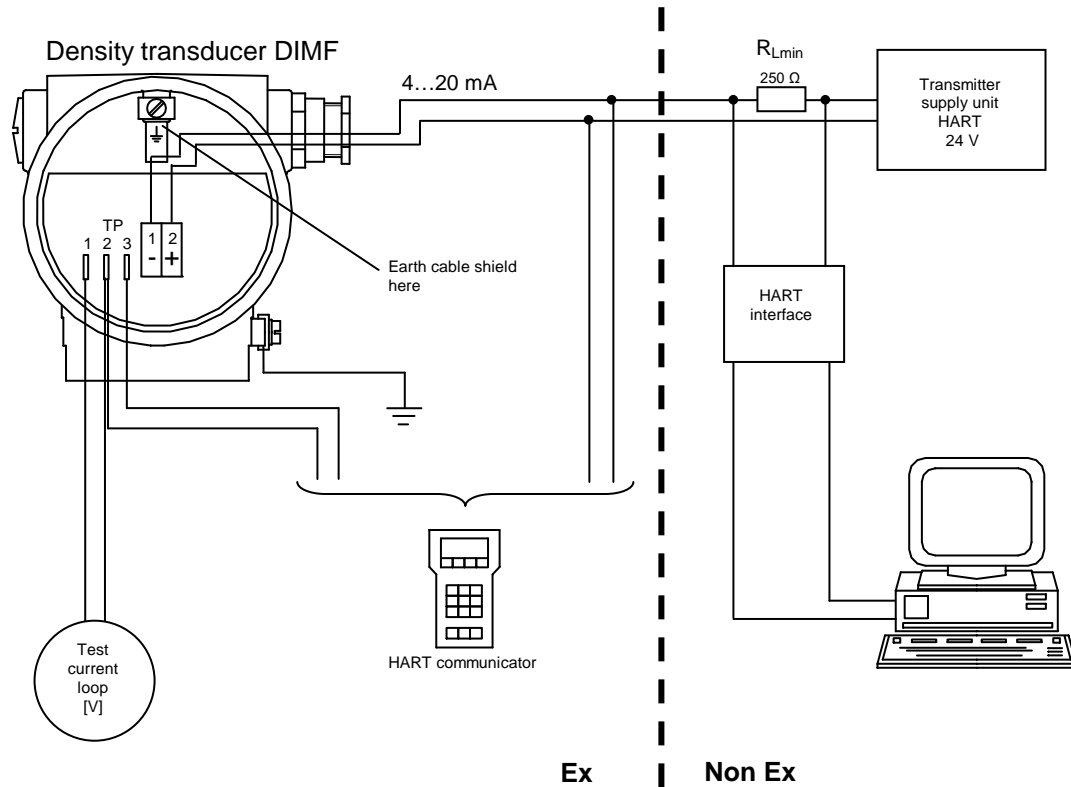 Density transducer DIMF
4…20 mA
R Lmin
250 Ω
Transmitter
supply unit
HART
24 V
TP
1 2 3
1 2
- +
Earth cable shield
here
HART
interface
Test
current
loop
[V]
HART communicator
Ex
Non Ex